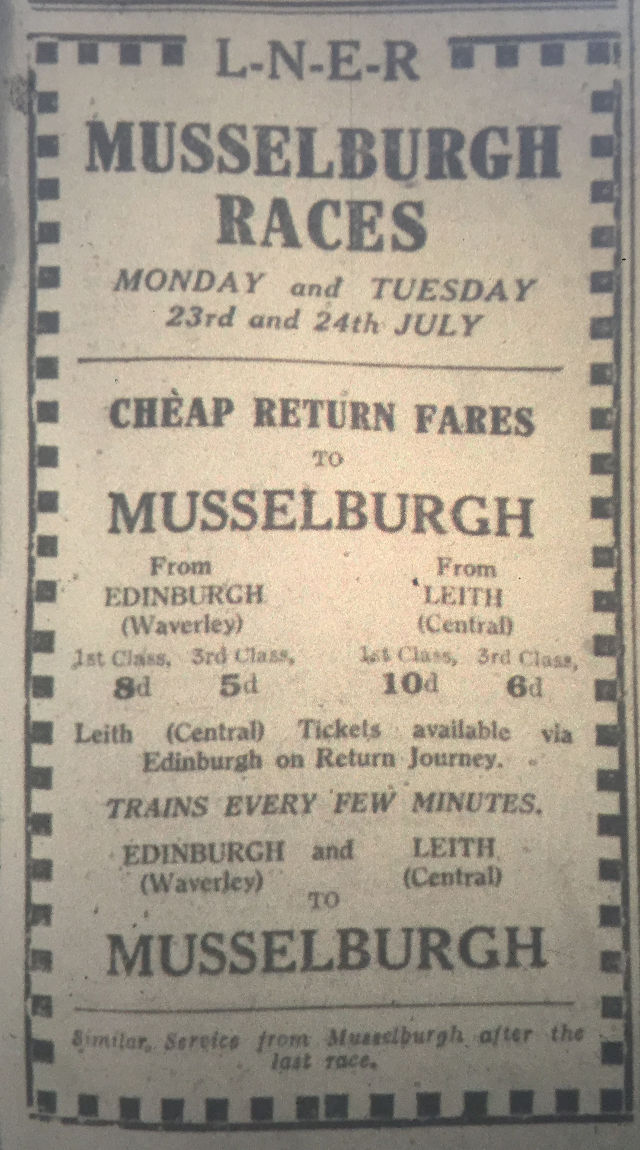 L-N-E-R
MUSSELBURGH
RACES
MONDAY and TUESDAY
23rd and 24th JULY
CHEAP RETURN FARES
TO
MUSSELBURGH
From From
EDINBURGH LEITH
(Waverley) (Central)
1st Class, 3rd Class, 1st Class, 3rd Class,
8d 5d 10d 6d
Leith (Central) Tickets available via
Edinburgh on Return Journey.
TRAINS EVERY FEW MINUTES.
EDINBURGH and LEITH
(Waverley) (Central)
TO
MUSSELBURGH
Similar Service from Musselburgh after the
last race.